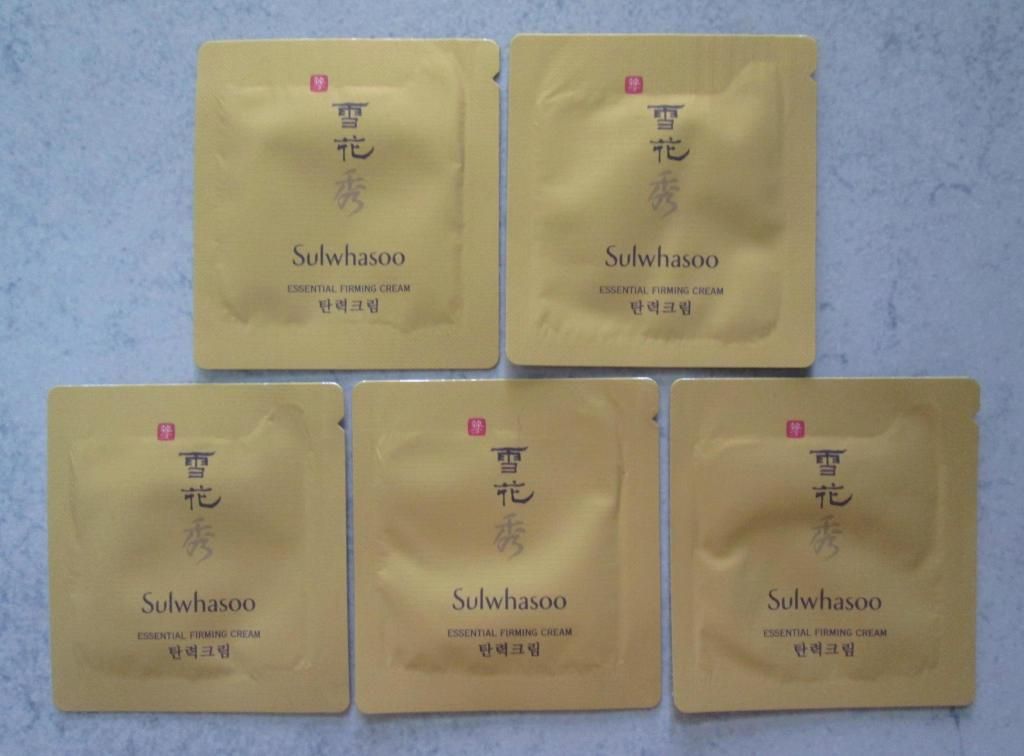 雪
花
秀
Sulwhasoo
ESSENTIAL FIRMING CREAM
탄력크림
雪
花
秀
Sulwhasoo
ESSENTIAL FIRMING CREAM
탄력크림
雪
花
秀
Sulwhasoo
ESSENTIAL FIRMING CREAM
탄력크림
雪
花
秀
Sulwhasoo
ESSENTIAL FIRMING CREAM
탄력크림
雪
花
秀
Sulwhasoo
ESSENTIAL FIRMING CREAM
탄력크림